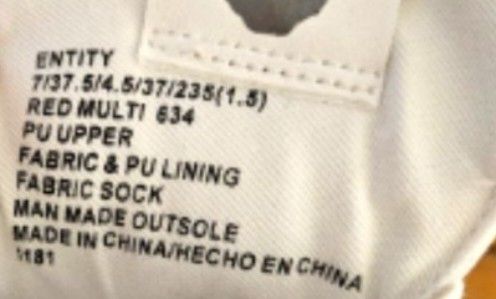 ENTITY
7/37.5/4.5/37/235(1.5)
RED MULTI 634
PU UPPER
FABRIC & PU LINING
FABRIC SOCK
MAN MADE OUTSOLE
MADE IN CHINA/HECHO EN CHINA
1181